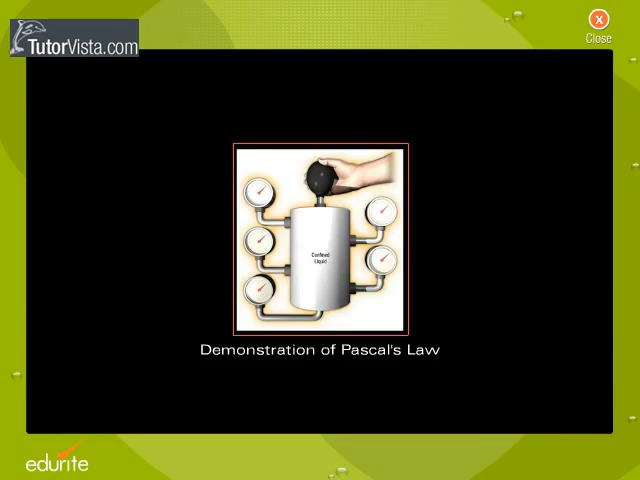 TutorVista.com
X
Close
Confined
Liquid
Demonstration of Pascal's Law
edurite